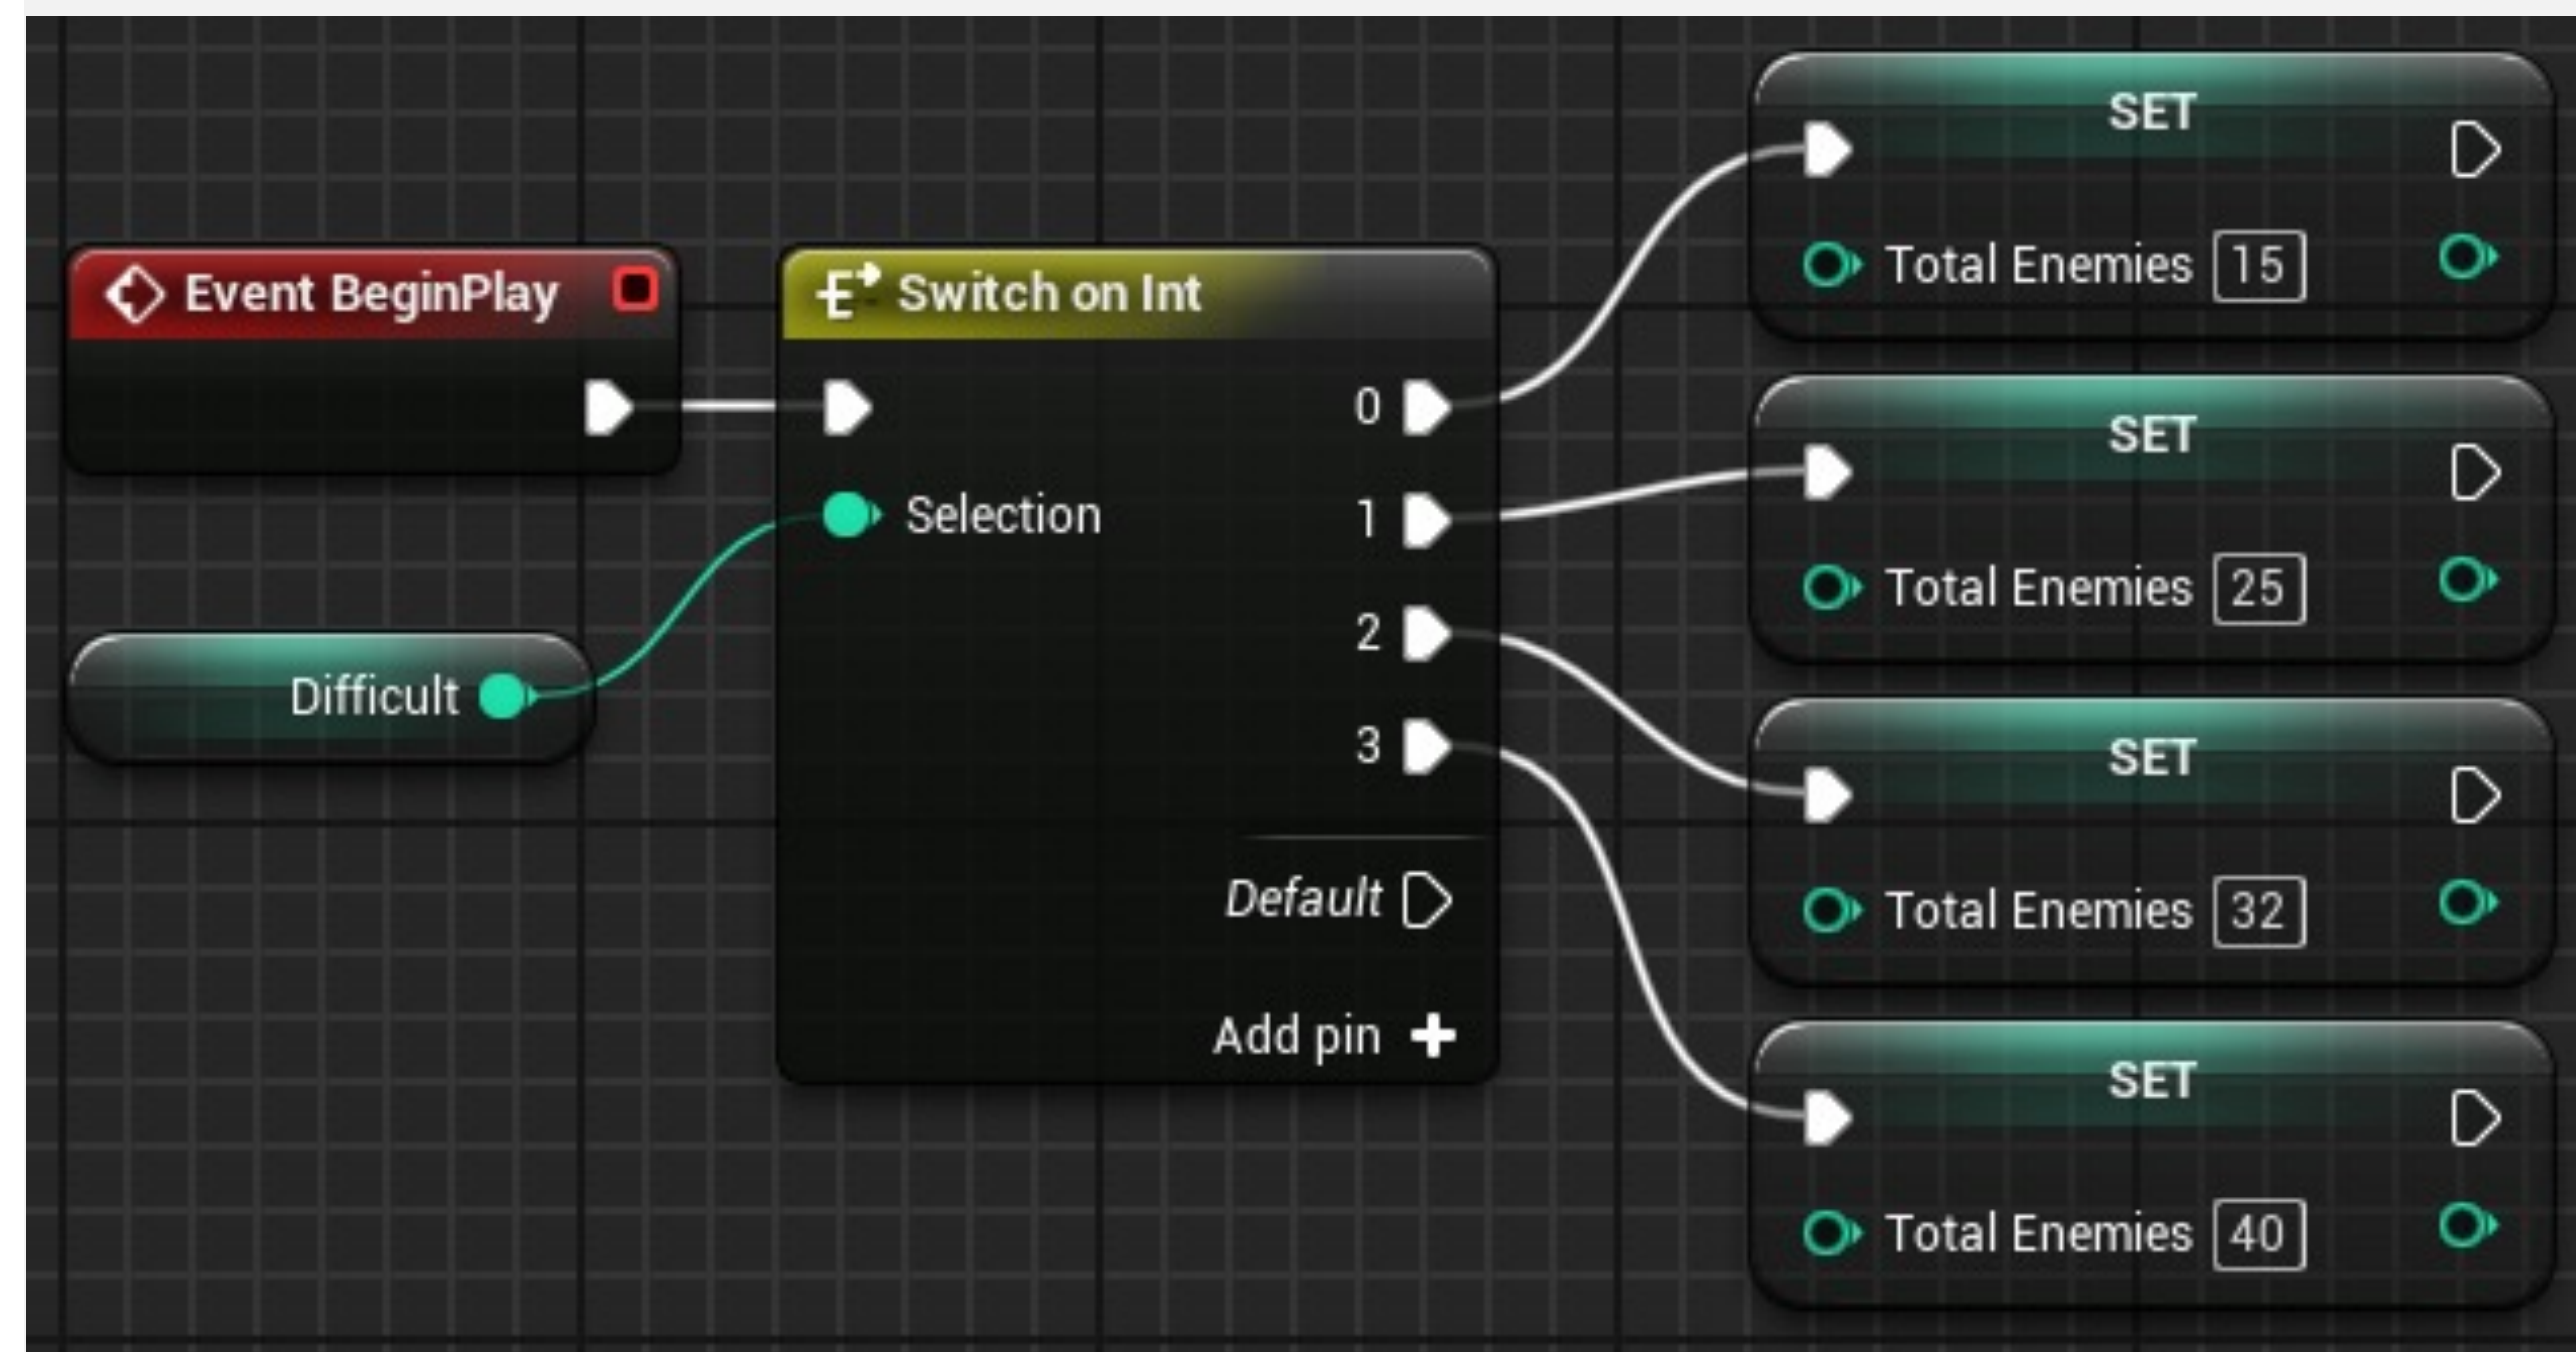 Event BeginPlay
Difficult
Switch on Int
Selection
0
1
2
3
Default
Add pin
SET
Total Enemies 15
SET
Total Enemies 25
SET
Total Enemies 32
SET
Total Enemies 40